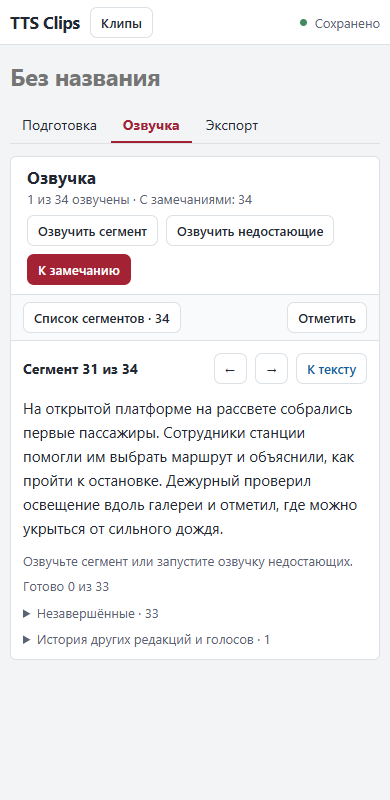 TTS Clips Клипы Сохранено
Без названия
Подготовка Озвучка Экспорт
Озвучка
1 из 34 озвучены · С замечаниями: 34
Озвучить сегмент Озвучить недостающие
К замечанию
Список сегментов · 34 Отметить
Сегмент 31 из 34 ← → К тексту
На открытой платформе на рассвете собрались
первые пассажиры. Сотрудники станции
помогли им выбрать маршрут и объяснили, как
пройти к остановке. Дежурный проверил
освещение вдоль галереи и отметил, где можно
укрыться от сильного дождя.
Озвучьте сегмент или запустите озвучку недостающих.
Готово 0 из 33
Незавершённые · 33
История других редакций и голосов · 1